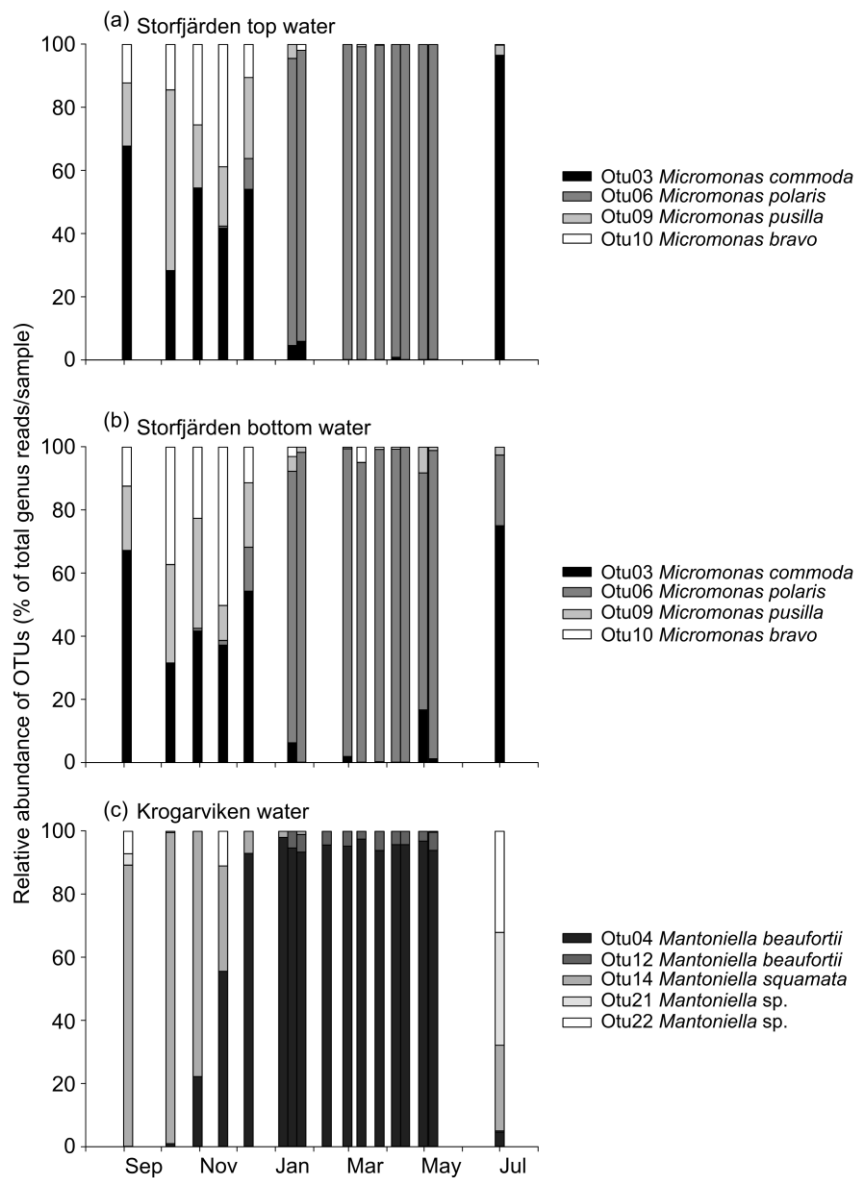 (a) Storfjärden top water
100
80
60
40
20
0
Otu03 Micromonas commoda
Otu06 Micromonas polaris
Otu09 Micromonas pusilla
Otu10 Micromonas bravo
Relative abundance of OTUs (% of total genus reads/sample)
(b) Storfjärden bottom water
100
80
60
40
20
0
Otu03 Micromonas commoda
Otu06 Micromonas polaris
Otu09 Micromonas pusilla
Otu10 Micromonas bravo
(c) Krogarviken water
100
80
60
40
20
0
Otu04 Mantoniella beaufortii
Otu12 Mantoniella beaufortii
Otu14 Mantoniella squamata
Otu21 Mantoniella sp.
Otu22 Mantoniella sp.
Sep Nov Jan Mar May Jul